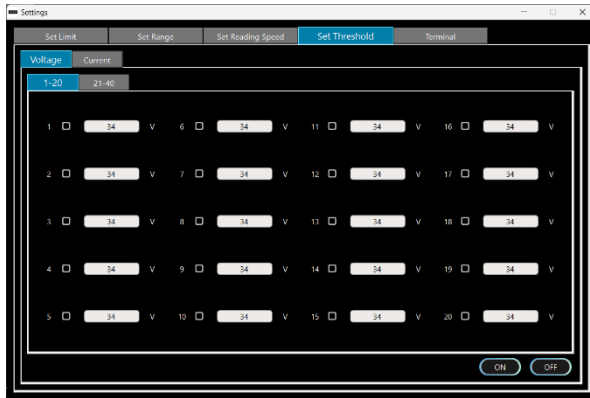 Settings
Set Limit Set Range Set Reading Speed Set Threshold Terminal
Voltage Current
1-20 21-40
1 34 V 6 34 V 11 34 V 16 34 V
2 34 V 7 34 V 12 34 V 17 34 V
3 34 V 8 34 V 13 34 V 18 34 V
4 34 V 9 34 V 14 34 V 19 34 V
5 34 V 10 34 V 15 34 V 20 34 V
ON OFF